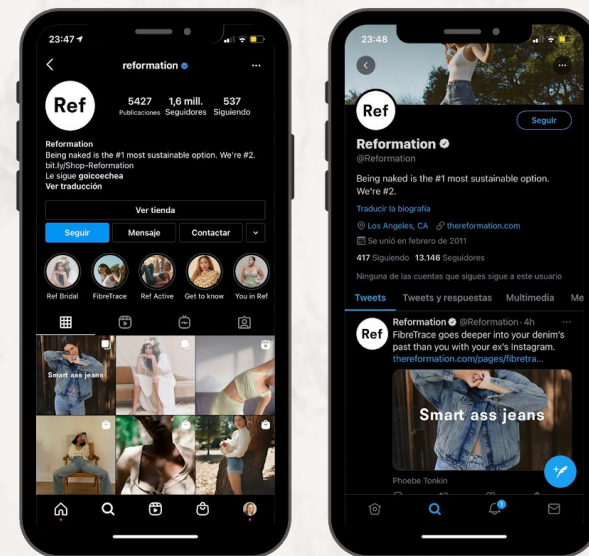 23:47
reformation
Ref
5427 1,6 mill. 537
Publicaciones Seguidores Siguiendo
Reformation
Being naked is the #1 most sustainable option. We're #2.
bit.ly/Shop-Reformation
Le sigue goicoechea
Ver traducción
Ver tienda
Seguir Mensaje Contactar
Ref Bridal FibreTrace Ref Active Get to know You in Ref
Smart ass jeans
23:48
Ref
Seguir
Reformation
@Reformation
Being naked is the #1 most sustainable option.
We're #2.
Traducir la biografía
Los Angeles, CA thereformation.com
Se unió en febrero de 2011
417 Siguiendo 13.146 Seguidores
Ninguna de las cuentas que sigues sigue a este usuario
Tweets Tweets y respuestas Multimedia Me
Ref
Reformation @Reformation · 4h
FibreTrace goes deeper into your denim's
past than you with your ex's Instagram.
thereformation.com/pages/fibretra...
Smart ass jeans
Phoebe Tonkin
1